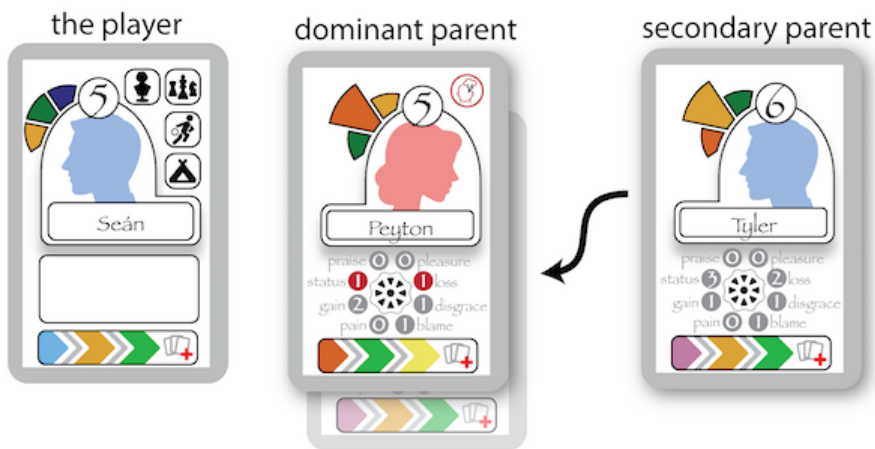 the player
dominant parent
secondary parent
5
Seán
5
Peyton
praise 0 0 pleasure
status 1 1 loss
gain 2 1 disgrace
pain 0 1 blame
6
Tyler
praise 0 0 pleasure
status 3 2 loss
gain 1 1 disgrace
pain 0 1 blame